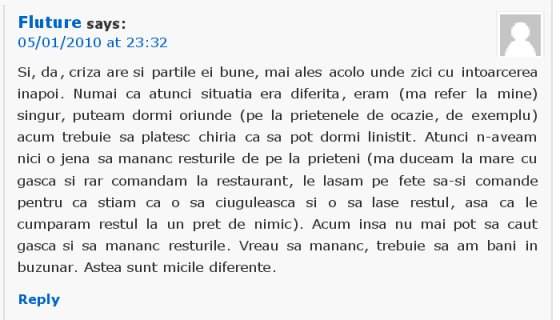 Fluture says:
05/01/2010 at 23:32
Si, da, criza are si partile ei bune, mai ales acolo unde zici cu intoarcerea
inapoi. Numai ca atunci situatia era diferita, eram (ma refer la mine)
singur, puteam dormi oriunde (pe la prietenele de ocazie, de exemplu)
acum trebuie sa platesc chiria ca sa pot dormi linistit. Atunci n-aveam
nici o jena sa mananc resturile de pe la prieteni (ma duceam la mare cu
gasca si rar comandam la restaurant, le lasam pe fete sa-si comande
pentru ca stiam ca o sa ciuguleasca si o sa lase restul, asa ca le
cumparam restul la un pret de nimic). Acum insa nu mai pot sa caut
gasca si sa mananc resturile. Vreau sa mananc, trebuie sa am bani in
buzunar. Astea sunt micile diferente.
Reply